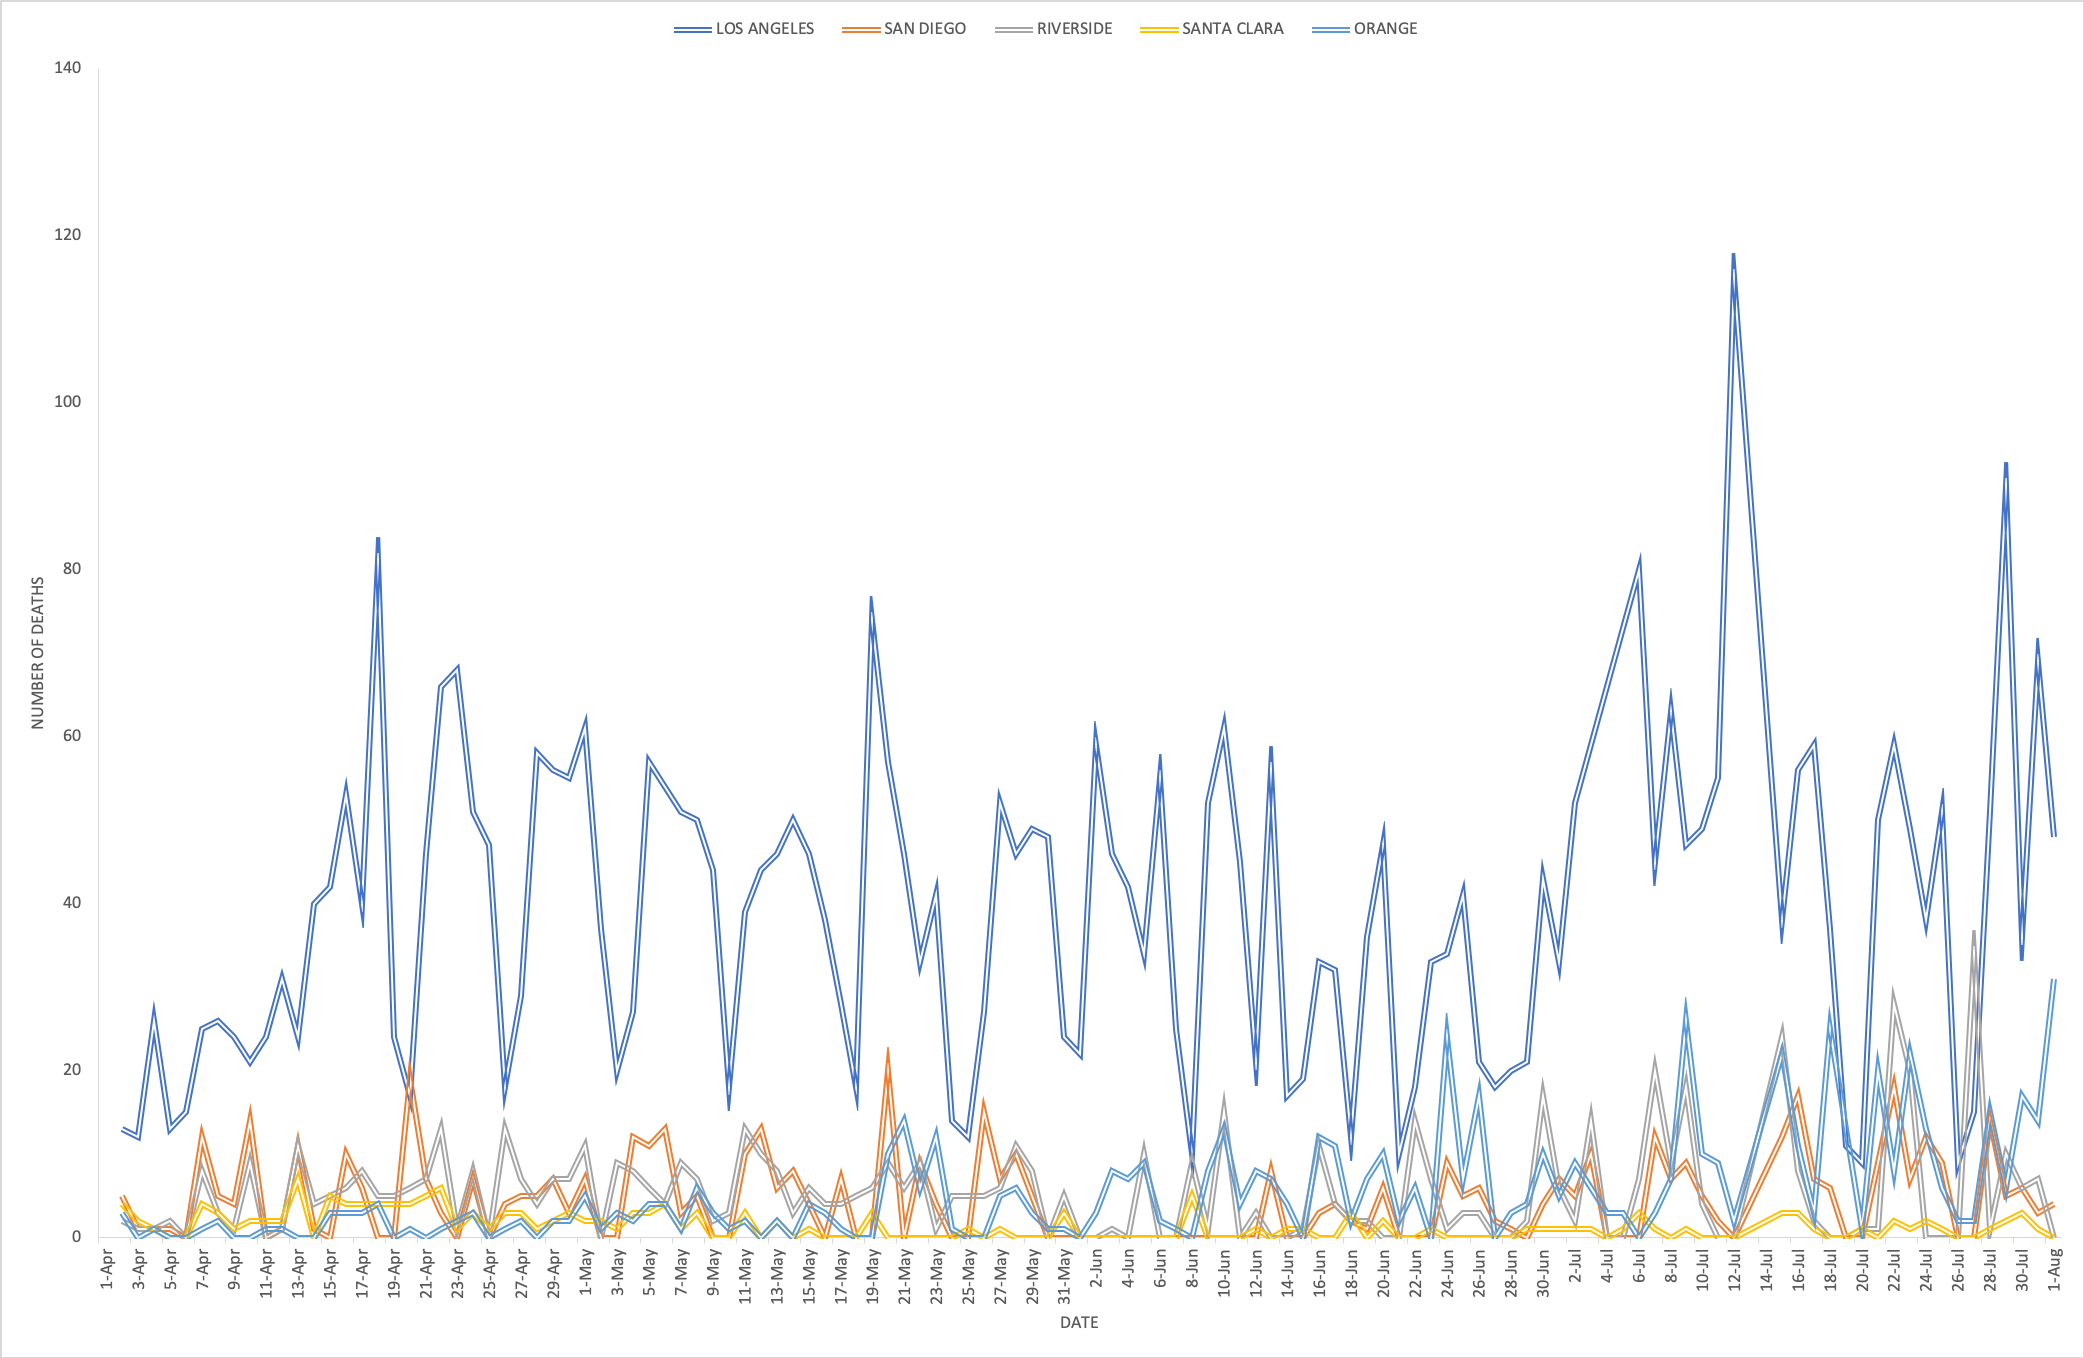 LOS ANGELES SAN DIEGO RIVERSIDE SANTA CLARA ORANGE
140
120
100
80
60
40
20
0
NUMBER OF DEATHS
1-Apr 3-Apr 5-Apr 7-Apr 9-Apr 11-Apr 13-Apr 15-Apr 17-Apr 19-Apr 21-Apr 23-Apr 25-Apr 27-Apr 29-Apr 1-May 3-May 5-May 7-May 9-May 11-May 13-May 15-May 17-May 19-May 21-May 23-May 25-May 27-May 29-May 31-May 2-Jun 4-Jun 6-Jun 8-Jun 10-Jun 12-Jun 14-Jun 16-Jun 18-Jun 20-Jun 22-Jun 24-Jun 26-Jun 28-Jun 30-Jun 2-Jul 4-Jul 6-Jul 8-Jul 10-Jul 12-Jul 14-Jul 16-Jul 18-Jul 20-Jul 22-Jul 24-Jul 26-Jul 28-Jul 30-Jul 1-Aug
DATE